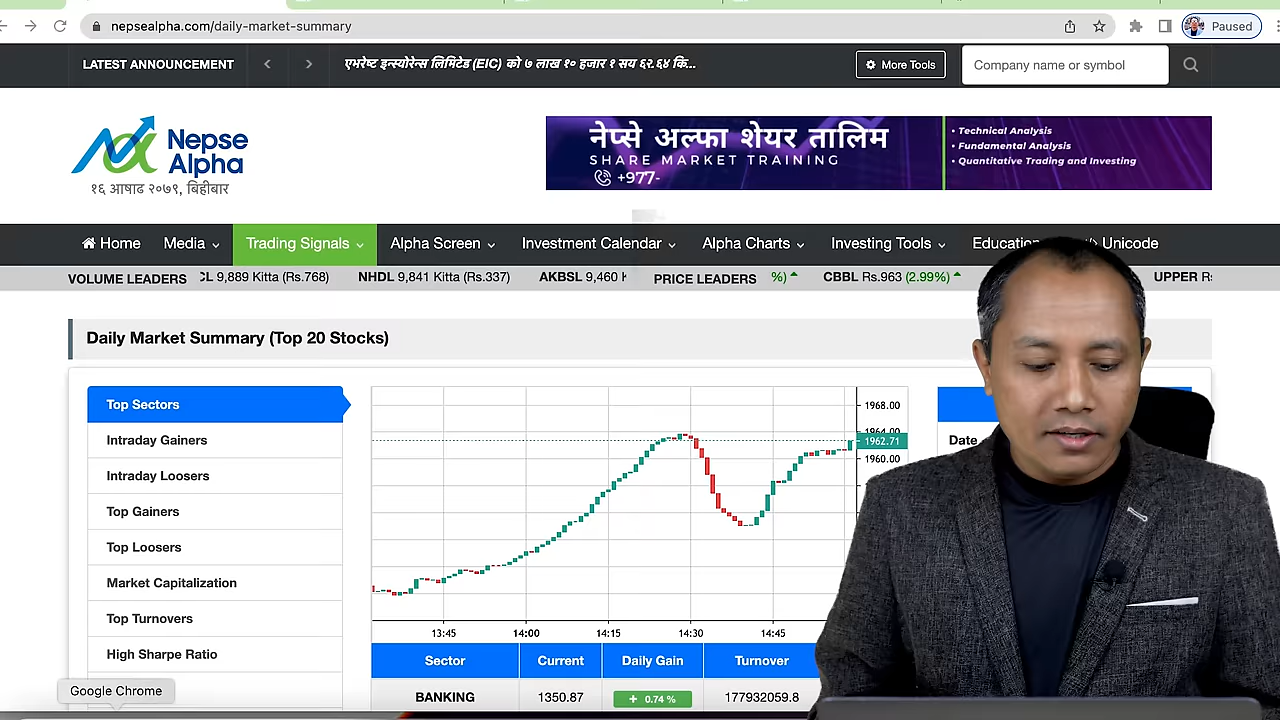 nepsealpha.com/daily-market-summary
Paused
LATEST ANNOUNCEMENT
एभरेष्ट इन्स्योरेन्स लिमिटेड (EIC) को ७ लाख १० हजार १ सय ६२.६४ कि...
More Tools
Company name or symbol
Nepse Alpha
१६ आषाढ २०७९, बिहीबार
नेप्से अल्फा शेयर तालिम
SHARE MARKET TRAINING
+977-
• Technical Analysis
• Fundamental Analysis
• Quantitative Trading and Investing
Home Media Trading Signals Alpha Screen Investment Calendar Alpha Charts Investing Tools Education Unicode
VOLUME LEADERS CL 9,889 Kitta (Rs.768) NHDL 9,841 Kitta (Rs.337) AKBSL 9,460 PRICE LEADERS %) CBBL Rs.963 (2.99%) UPPER
Daily Market Summary (Top 20 Stocks)
Top Sectors
Intraday Gainers
Intraday Loosers
Top Gainers
Top Loosers
Market Capitalization
Top Turnovers
High Sharpe Ratio
Google Chrome
1968.00
1964.00
1962.71
1960.00
13:45 14:00 14:15 14:30 14:45
Date
Sector Current Daily Gain Turnover
BANKING 1350.87 + 0.74 % 177932059.8